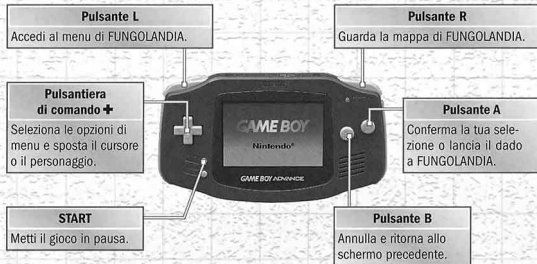 Pulsante L
Accedi al menu di FUNGOLANDIA.
Pulsante R
Guarda la mappa di FUNGOLANDIA.
Pulsantiera
di comando ✚
Seleziona le opzioni di
menu e sposta il cursore
o il personaggio.
GAME BOY
Nintendo®
GAME BOY ADVANCE
Pulsante A
Conferma la tua sele-
zione o lancia il dado
a FUNGOLANDIA.
START
Metti il gioco in pausa.
Pulsante B
Annulla e ritorna allo
schermo precedente.